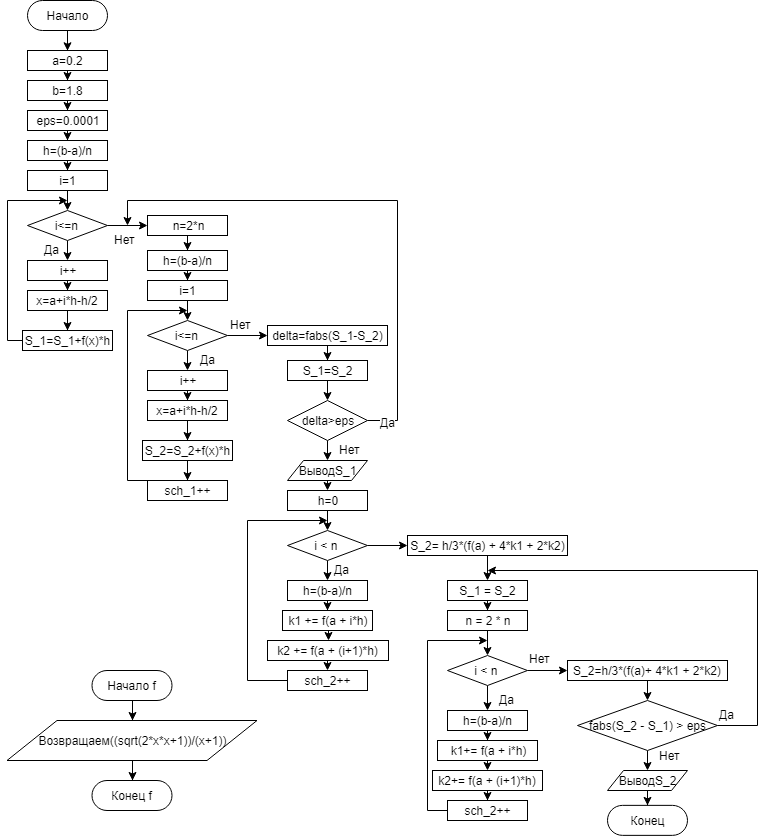 Начало
a=0.2
b=1.8
eps=0.0001
h=(b-a)/n
i=1
i<=n
Нет
Да
i++
x=a+i*h-h/2
S_1=S_1+f(x)*h
n=2*n
h=(b-a)/n
i=1
i<=n
Нет
Да
i++
x=a+i*h-h/2
S_2=S_2+f(x)*h
sch_1++
delta=fabs(S_1-S_2)
S_1=S_2
delta>eps
Да
Нет
ВыводS_1
h=0
i < n
Да
h=(b-a)/n
k1 += f(a + i*h)
k2 += f(a + (i+1)*h)
sch_2++
S_2= h/3*(f(a) + 4*k1 + 2*k2)
S_1 = S_2
n = 2 * n
i < n
Нет
Да
h=(b-a)/n
k1+= f(a + i*h)
k2+= f(a + (i+1)*h)
sch_2++
S_2=h/3*(f(a)+ 4*k1 + 2*k2)
fabs(S_2 - S_1) > eps
Да
Нет
ВыводS_2
Конец
Начало f
Возвращаем((sqrt(2*x*x+1))/(x+1))
Конец f